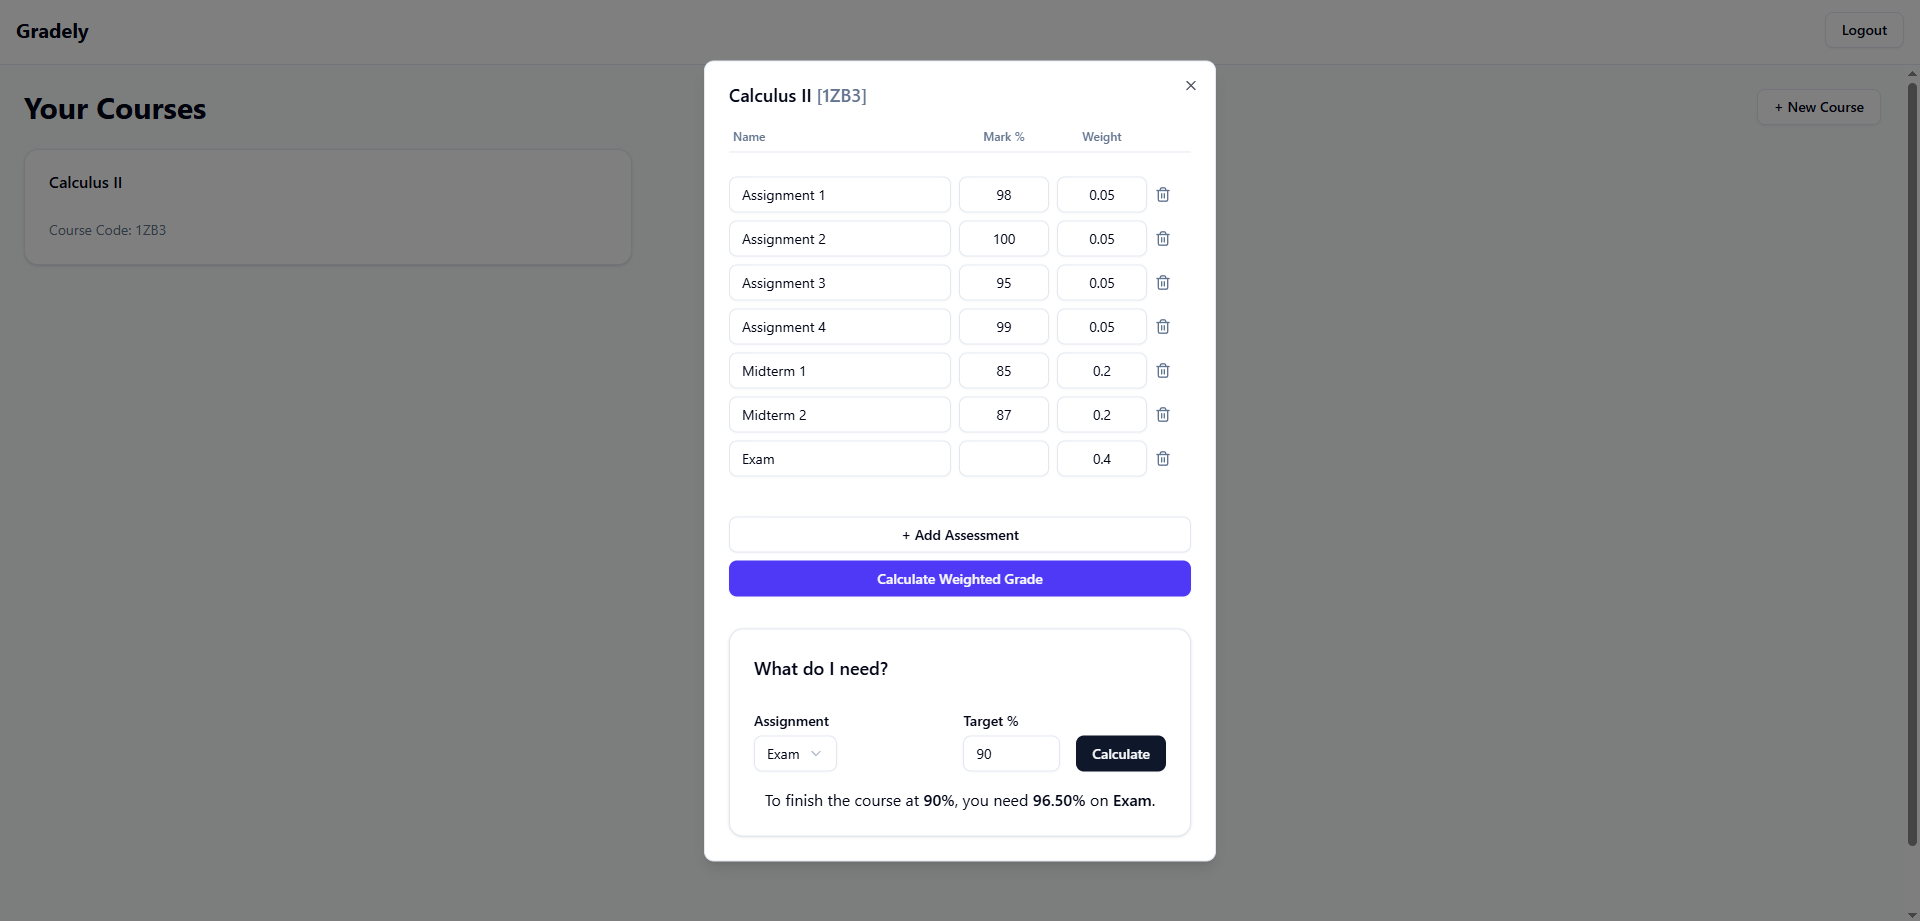 Gradely
Logout
Your Courses
+ New Course
Calculus II
Course Code: 1ZB3
Calculus II [1ZB3]
Name Mark % Weight
Assignment 1 98 0.05
Assignment 2 100 0.05
Assignment 3 95 0.05
Assignment 4 99 0.05
Midterm 1 85 0.2
Midterm 2 87 0.2
Exam 0.4
+ Add Assessment
Calculate Weighted Grade
What do I need?
Assignment Target %
Exam 90 Calculate
To finish the course at 90%, you need 96.50% on Exam.